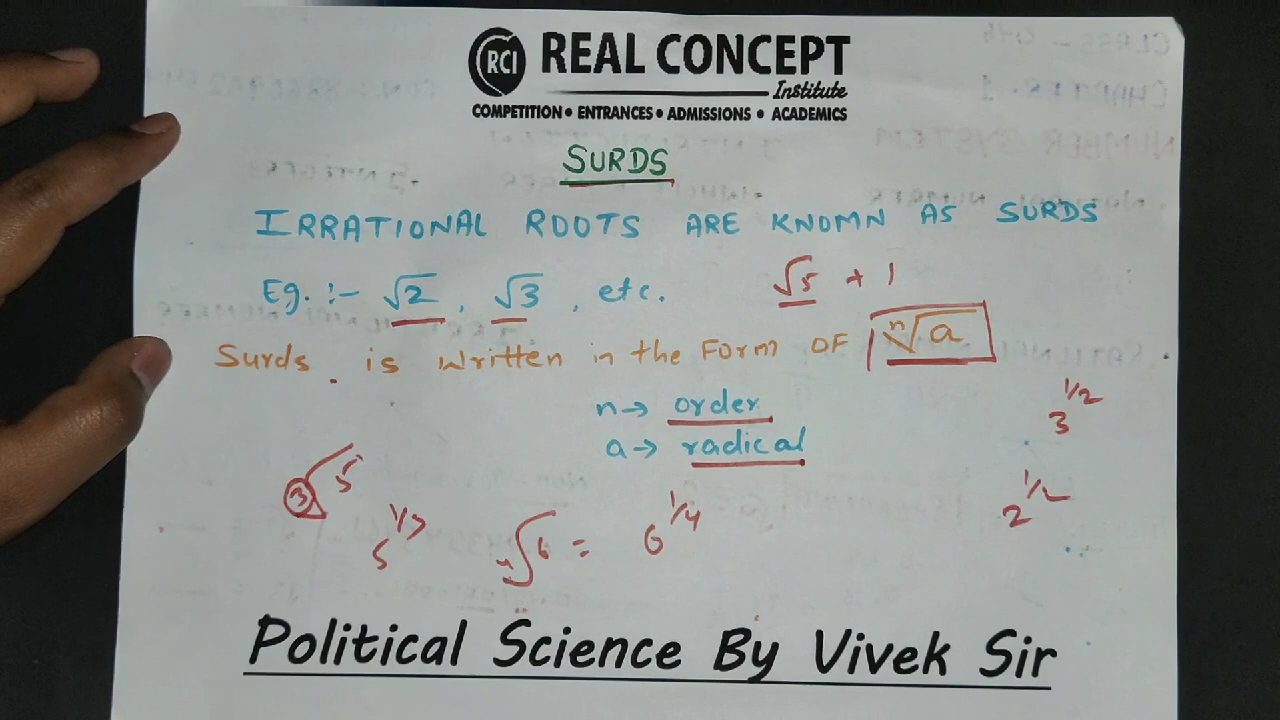 RCI REAL CONCEPT
Institute
COMPETITION • ENTRANCES • ADMISSIONS • ACADEMICS
SURDS
IRRATIONAL ROOTS ARE KNOMN AS SURDS
Eg. :- √2, √3, etc. √5 + 1
Surds is written in the Form OF ⁿ√a
n → order
a → radical
3^1/2
³√5
5^1/3
⁴√6 = 6^1/4
2^1/2
Political Science By Vivek Sir